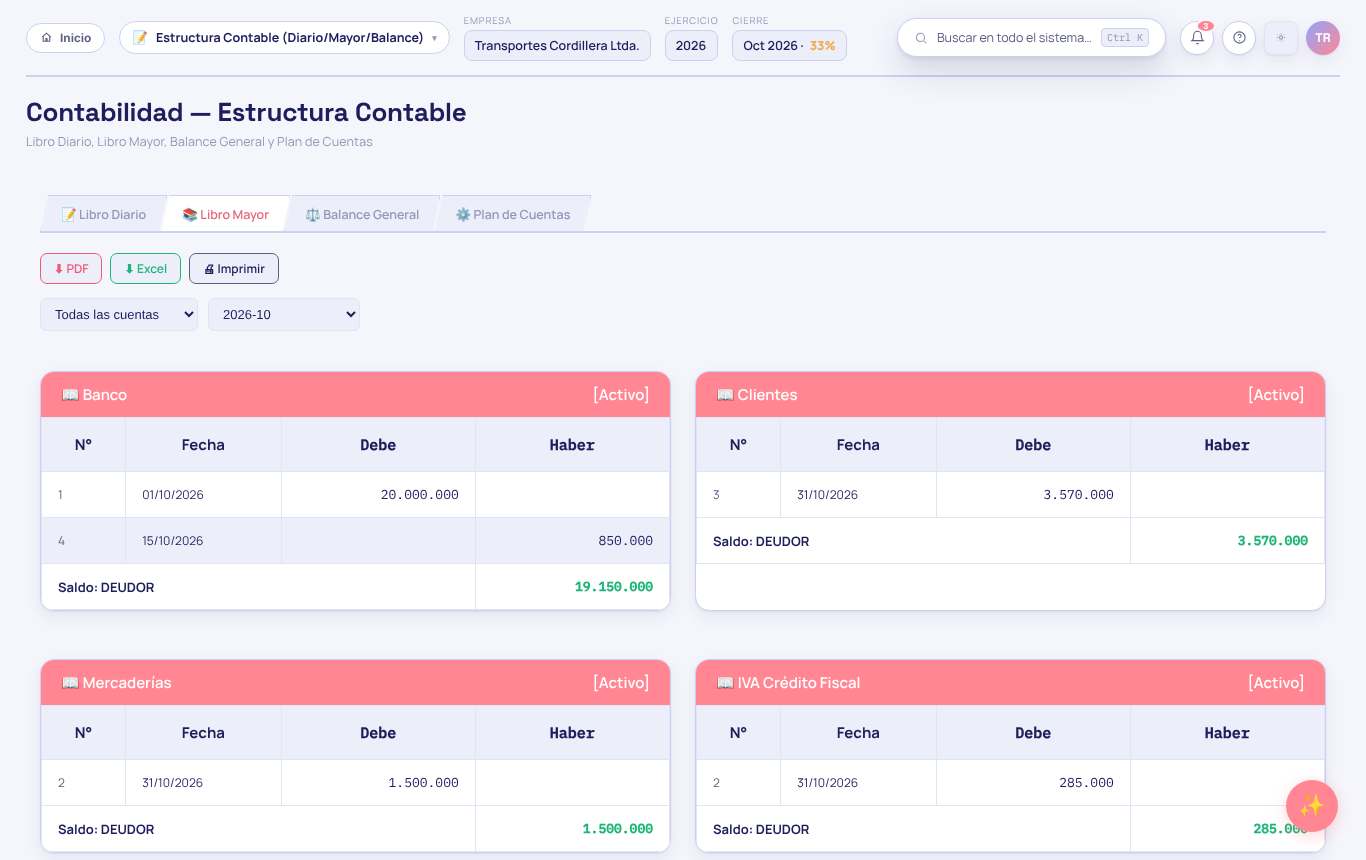 Inicio
Estructura Contable (Diario/Mayor/Balance) ▾
EMPRESA
Transportes Cordillera Ltda.
EJERCICIO
2026
CIERRE
Oct 2026 · 33%
Buscar en todo el sistema... Ctrl K
3
TR
Contabilidad — Estructura Contable
Libro Diario, Libro Mayor, Balance General y Plan de Cuentas
Libro Diario
Libro Mayor
Balance General
Plan de Cuentas
PDF
Excel
Imprimir
Todas las cuentas
2026-10
Banco [Activo]
N° Fecha Debe Haber
1 01/10/2026 20.000.000
4 15/10/2026 850.000
Saldo: DEUDOR 19.150.000
Clientes [Activo]
N° Fecha Debe Haber
3 31/10/2026 3.570.000
Saldo: DEUDOR 3.570.000
Mercaderías [Activo]
N° Fecha Debe Haber
2 31/10/2026 1.500.000
Saldo: DEUDOR 1.500.000
IVA Crédito Fiscal [Activo]
N° Fecha Debe Haber
2 31/10/2026 285.000
Saldo: DEUDOR 285.000